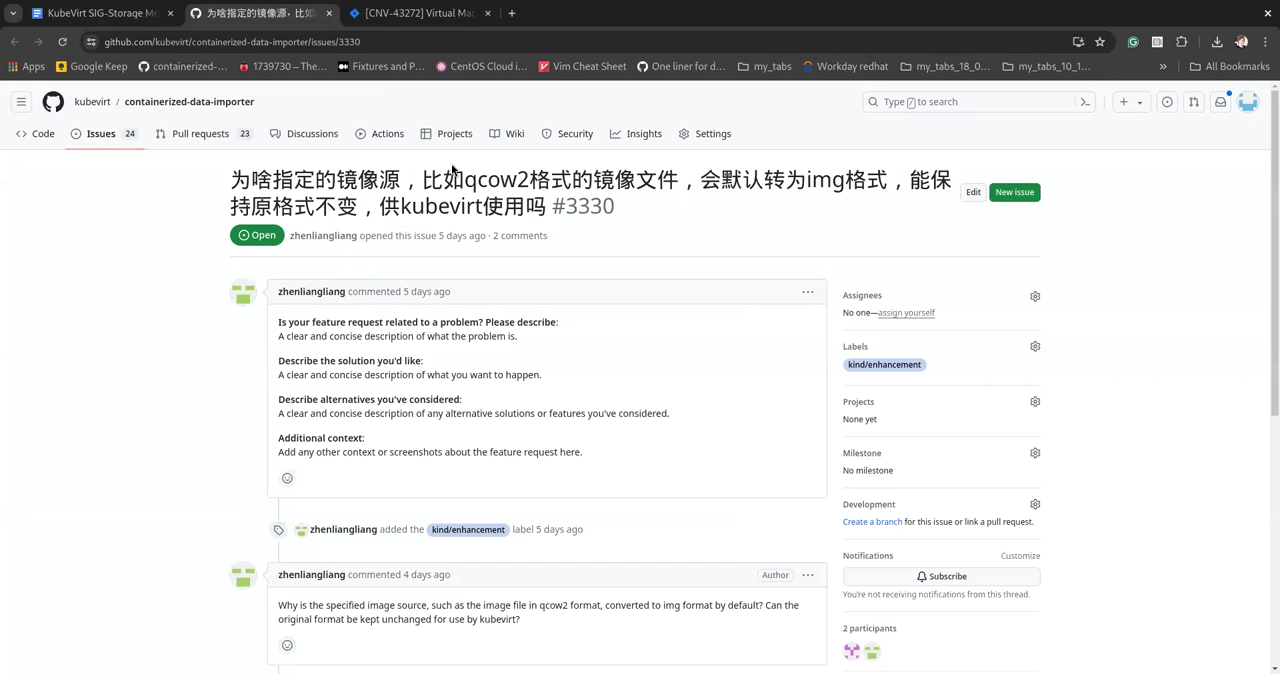 KubeVirt SIG-Storage Me
为啥指定的镜像源，比如
[CNV-43272] Virtual Mac
github.com/kubevirt/containerized-data-importer/issues/3330
Apps
Google Keep
containerized-...
1739730 – The...
Fixtures and P...
CentOS Cloud i...
Vim Cheat Sheet
One liner for d...
my_tabs
Workday redhat
my_tabs_18_0...
my_tabs_10_1...
»
All Bookmarks
kubevirt / containerized-data-importer
Type / to search
Code
Issues 24
Pull requests 23
Discussions
Actions
Projects
Wiki
Security
Insights
Settings
为啥指定的镜像源，比如qcow2格式的镜像文件，会默认转为img格式，能保
持原格式不变，供kubevirt使用吗 #3330
Edit
New issue
Open
zhenliangliang opened this issue 5 days ago · 2 comments
zhenliangliang commented 5 days ago
Is your feature request related to a problem? Please describe:
A clear and concise description of what the problem is.
Describe the solution you'd like:
A clear and concise description of what you want to happen.
Describe alternatives you've considered:
A clear and concise description of any alternative solutions or features you've considered.
Additional context:
Add any other context or screenshots about the feature request here.
zhenliangliang added the kind/enhancement label 5 days ago
zhenliangliang commented 4 days ago
Author
Why is the specified image source, such as the image file in qcow2 format, converted to img format by default? Can the
original format be kept unchanged for use by kubevirt?
Assignees
No one—assign yourself
Labels
kind/enhancement
Projects
None yet
Milestone
No milestone
Development
Create a branch for this issue or link a pull request.
Notifications
Customize
Subscribe
You're not receiving notifications from this thread.
2 participants